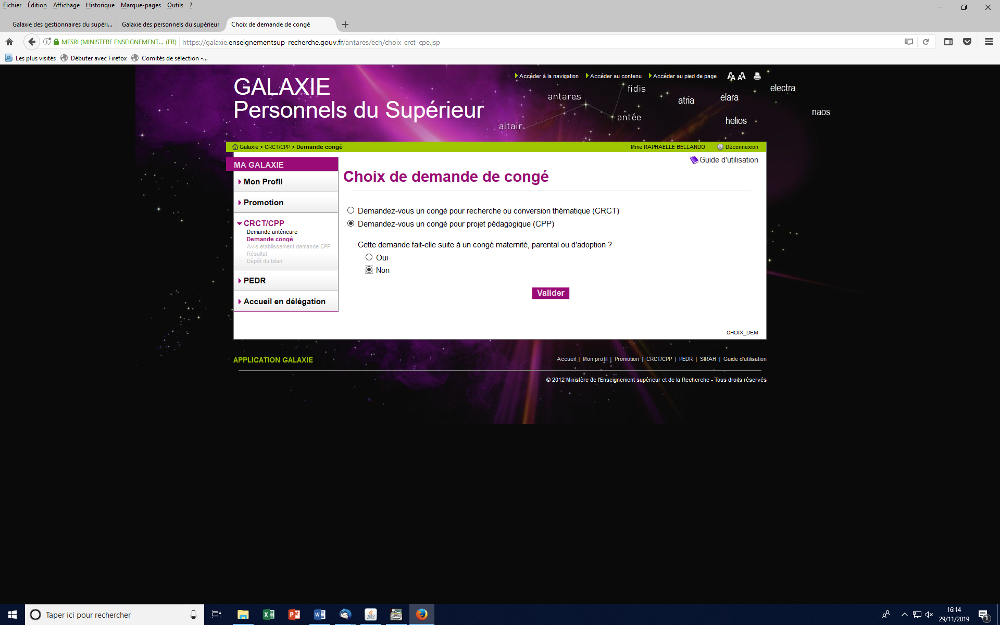 Fichier Édition Affichage Historique Marque-pages Outils ?
Galaxie des gestionnaires du supéri... Galaxie des personnels du supérieur Choix de demande de congé
MESRI (MINISTERE ENSEIGNEMENT... (FR) https://galaxie.enseignementsup-recherche.gouv.fr/antares/ech/choix-crct-cpe.jsp
Les plus visités Débuter avec Firefox Comités de sélection -...
Accéder à la navigation Accéder au contenu Accéder au pied de page AA AA
GALAXIE
Personnels du Supérieur
antares
fidis
atria
elara
electra
altair
antée
helios
naos
Galaxie > CRCT/CPP > Demande congé Mme RAPHAELLE BELLANDO Déconnexion
Guide d'utilisation
MA GALAXIE
Mon Profil
Promotion
CRCT/CPP
Demande antérieure
Demande congé
Avis établissement demande CPP
Résultat
Dépôt du bilan
PEDR
Accueil en délégation
Choix de demande de congé
Demandez-vous un congé pour recherche ou conversion thématique (CRCT)
Demandez-vous un congé pour projet pédagogique (CPP)
Cette demande fait-elle suite à un congé maternité, parental ou d'adoption ?
Oui
Non
Valider
CHOIX_DEM
APPLICATION GALAXIE
Accueil | Mon profil | Promotion | CRCT/CPP | PEDR | SIRAH | Guide d'utilisation
© 2012 Ministère de l'Enseignement supérieur et de la Recherche - Tous droits réservés
Taper ici pour rechercher
16:14
29/11/2019
1